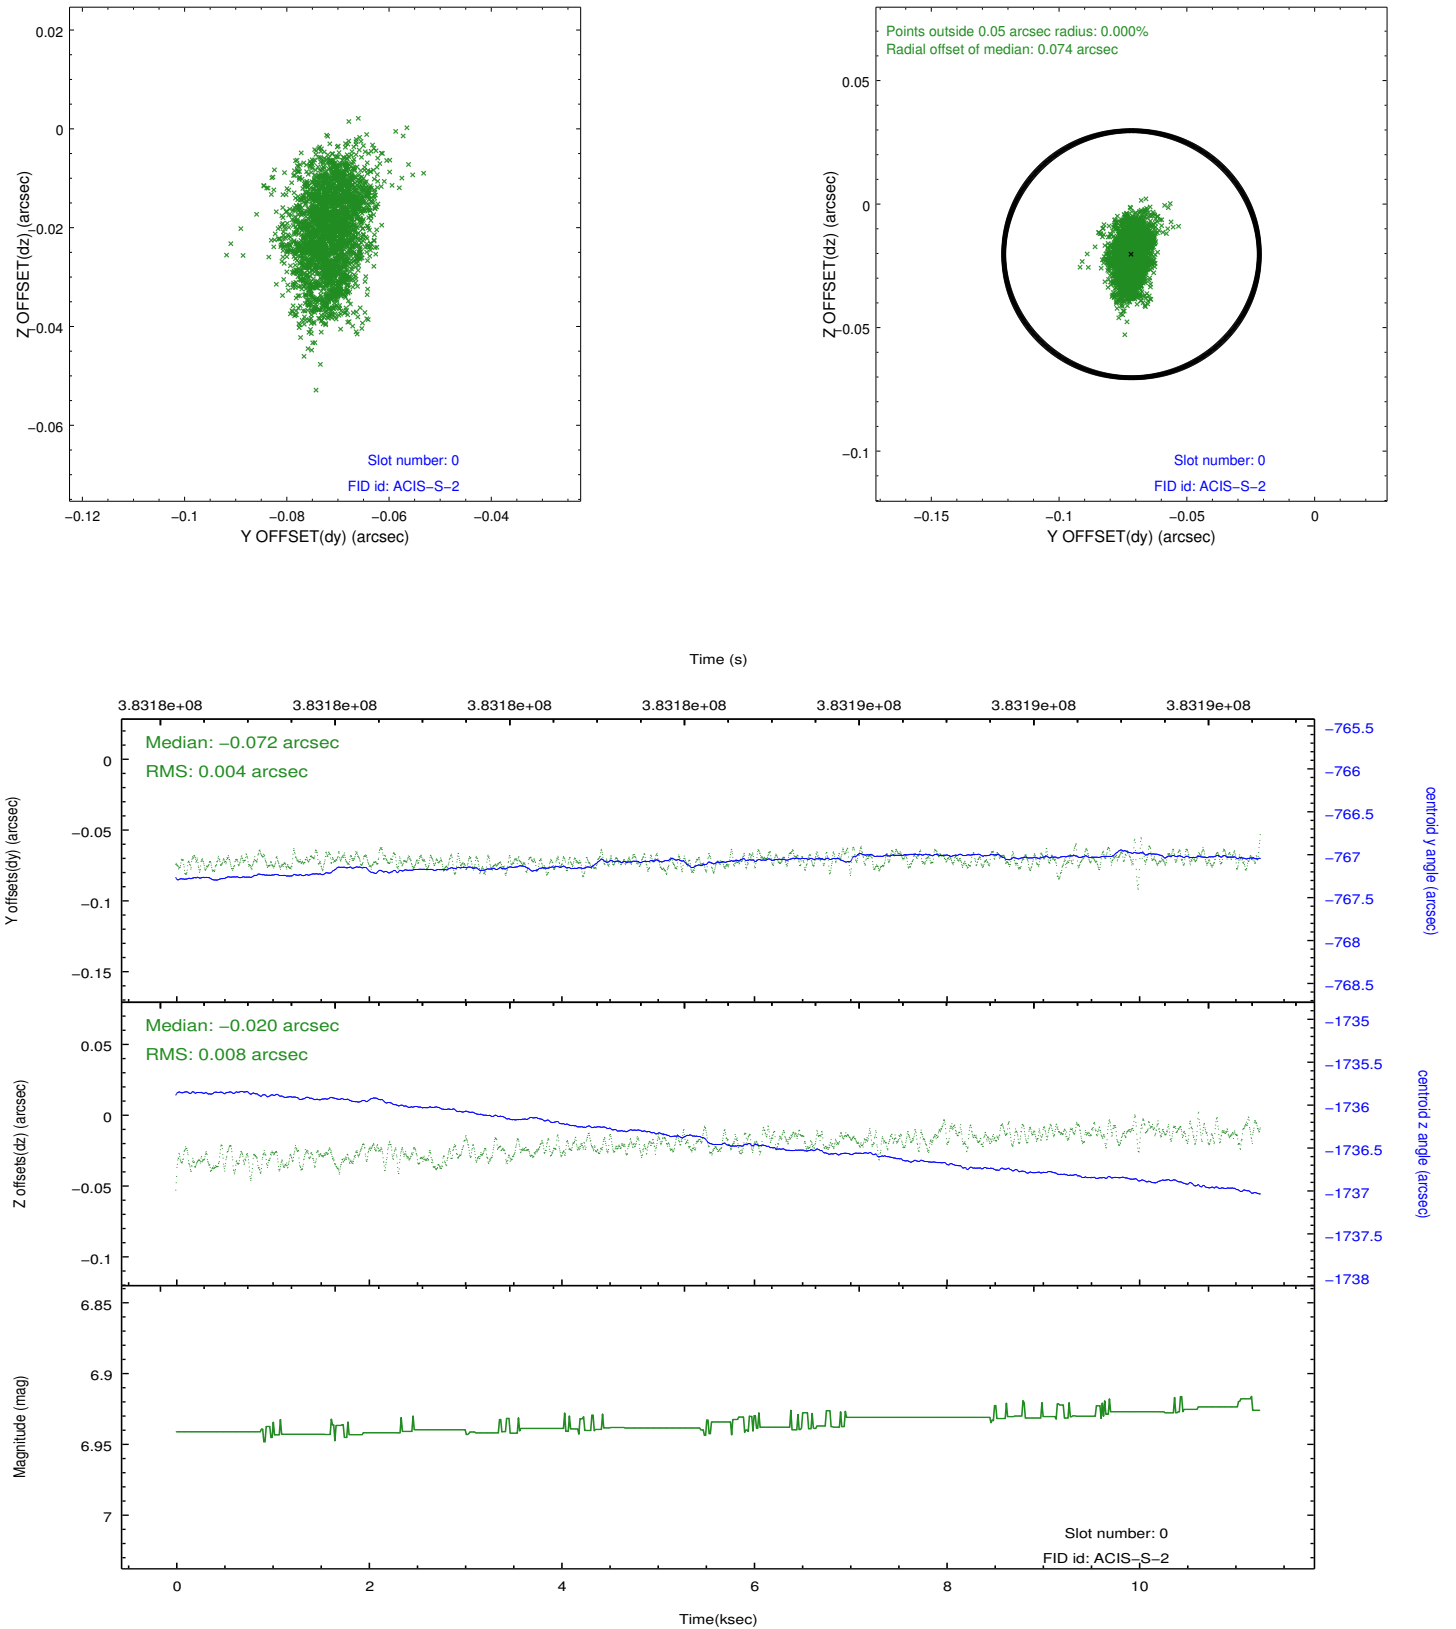 0.02
0
−0.02
−0.04
−0.06
Z OFFSET(dz) (arcsec)
−0.12
−0.1
−0.08
−0.06
−0.04
Y OFFSET(dy) (arcsec)
Slot number: 0
FID id: ACIS−S−2
Points outside 0.05 arcsec radius: 0.000%
Radial offset of median: 0.074 arcsec
0.05
0
−0.05
−0.1
Z OFFSET(dz) (arcsec)
Slot number: 0
FID id: ACIS−S−2
−0.15
−0.1
−0.05
0
Y OFFSET(dy) (arcsec)
Time (s)
3.8318e+08
3.8318e+08
3.8318e+08
3.8318e+08
3.8319e+08
3.8319e+08
3.8319e+08
Median: −0.072 arcsec
RMS: 0.004 arcsec
0
−0.05
−0.1
−0.15
Y offsets(dy) (arcsec)
−765.5
−766
−766.5
−767
−767.5
−768
−768.5
centroid y angle (arcsec)
Median: −0.020 arcsec
RMS: 0.008 arcsec
0.05
0
−0.05
−0.1
Z offsets(dz) (arcsec)
−1735
−1735.5
−1736
−1736.5
−1737
−1737.5
−1738
centroid z angle (arcsec)
6.85
6.9
6.95
7
Magnitude (mag)
Slot number: 0
FID id: ACIS−S−2
0
2
4
6
8
10
Time(ksec)